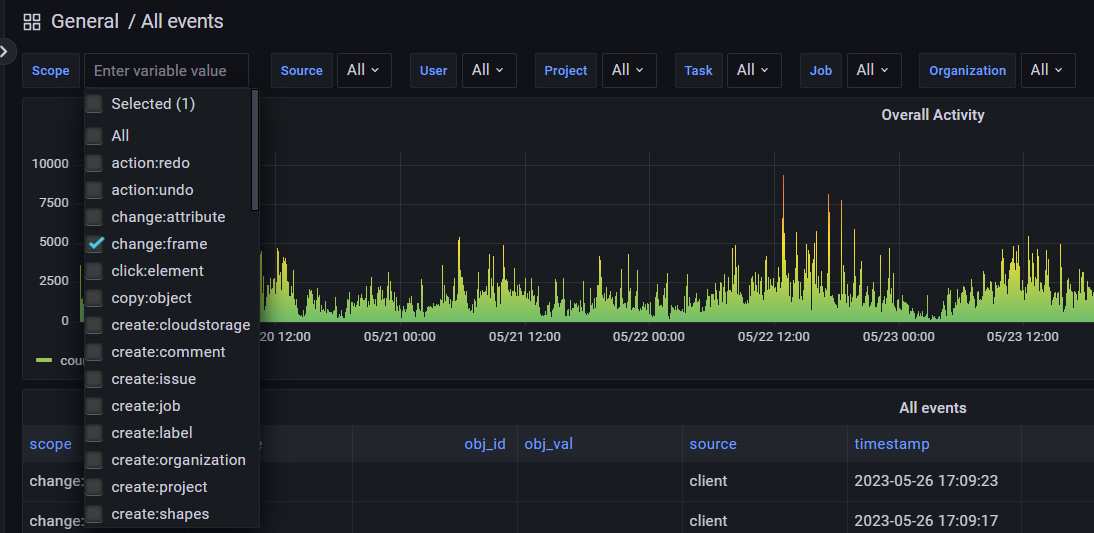 General / All events
Scope Enter variable value Source All User All Project All Task All Job All Organization All
Selected (1)
All
action:redo
action:undo
change:attribute
change:frame
click:element
copy:object
create:cloudstorage
create:comment
create:issue
create:job
create:label
create:organization
create:project
create:shapes
Overall Activity
10000
7500
5000
2500
0
20 12:00 05/21 00:00 05/21 12:00 05/22 00:00 05/22 12:00 05/23 00:00 05/23 12:00
All events
scope obj_id obj_val source timestamp
change: client 2023-05-26 17:09:23
change: client 2023-05-26 17:09:17